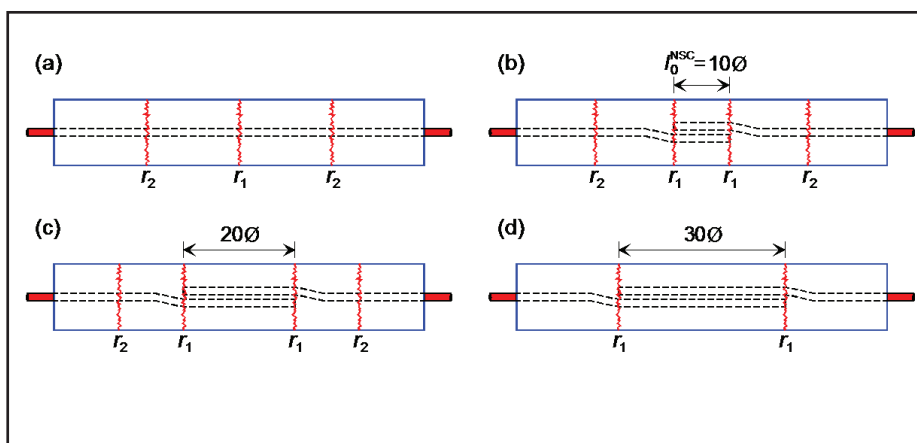 (a)
r₂ r₁ r₂
(b)
l₀ᴺˢᶜ=10Ø
r₂ r₁ r₁ r₂
(c)
20Ø
r₂ r₁ r₁ r₂
(d)
30Ø
r₁ r₁